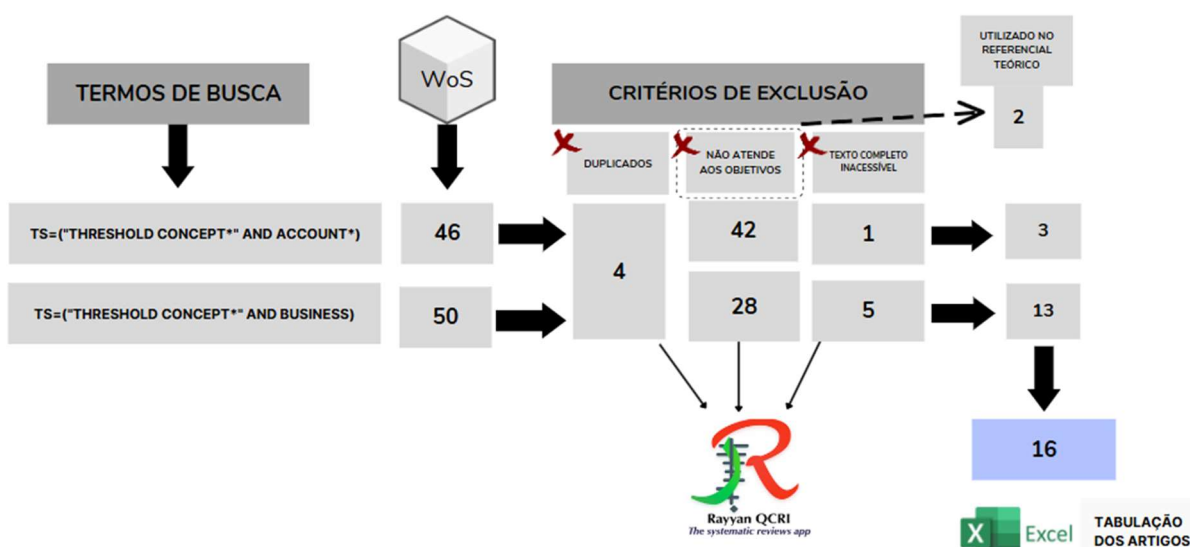 UTILIZADO NO
REFERENCIAL
TEÓRICO
2
TERMOS DE BUSCA
WoS
CRITÉRIOS DE EXCLUSÃO
DUPLICADOS
NÃO ATENDE
AOS OBJETIVOS
TEXTO COMPLETO
INACESSÍVEL
TS=("THRESHOLD CONCEPT*" AND ACCOUNT*)
46
4
42
1
3
TS=("THRESHOLD CONCEPT*" AND BUSINESS)
50
28
5
13
16
Rayyan QCRI
The systematic reviews app
X
Excel
TABULAÇÃO
DOS ARTIGOS